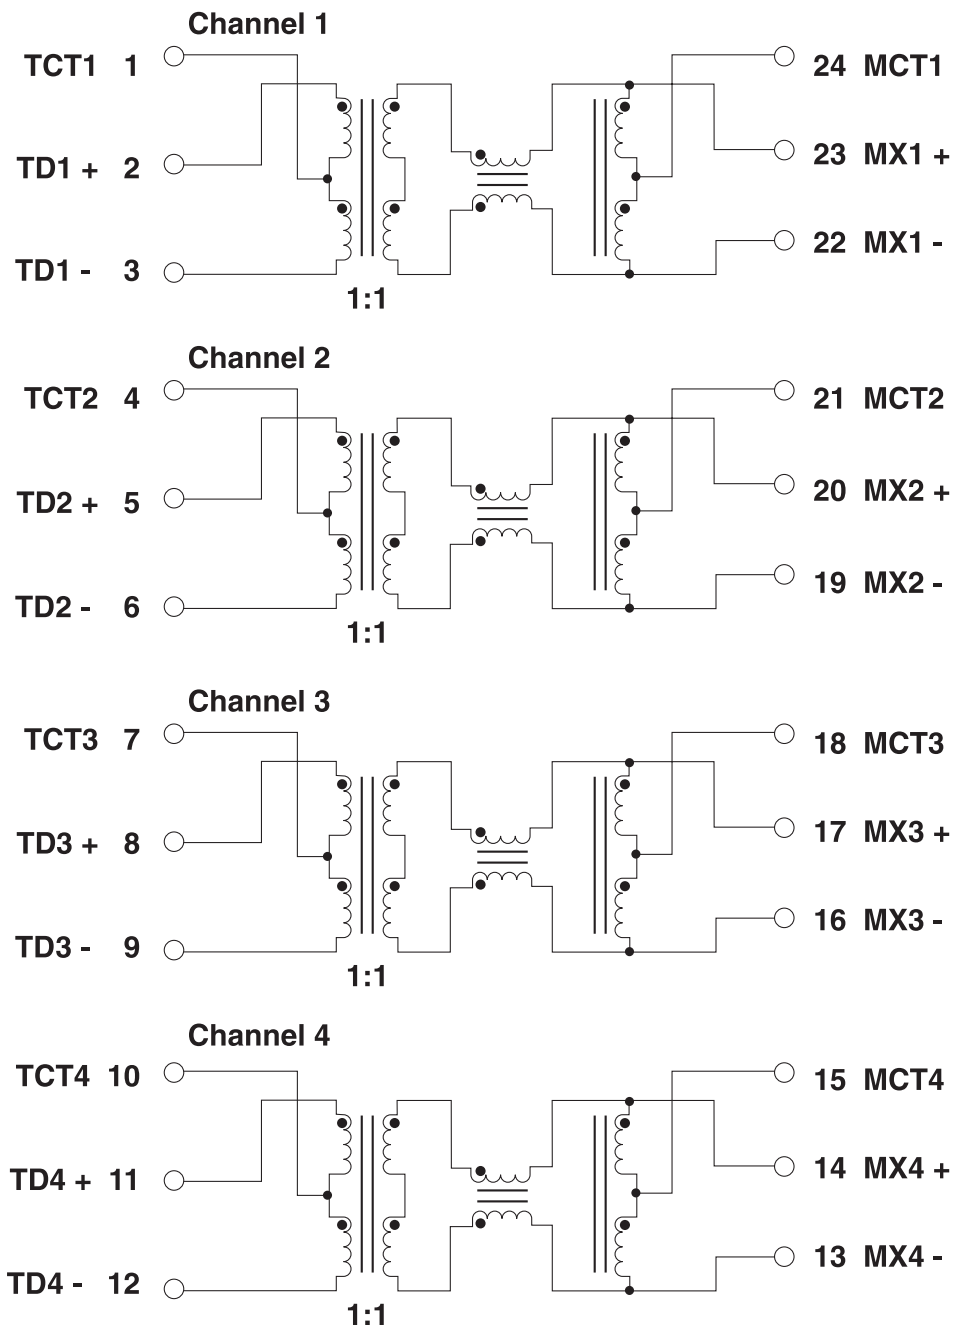 Channel 1
TCT1 1
24 MCT1
TD1 + 2
23 MX1 +
TD1 - 3
22 MX1 -
1:1
Channel 2
TCT2 4
21 MCT2
TD2 + 5
20 MX2 +
TD2 - 6
19 MX2 -
1:1
Channel 3
TCT3 7
18 MCT3
TD3 + 8
17 MX3 +
TD3 - 9
16 MX3 -
1:1
Channel 4
TCT4 10
15 MCT4
TD4 + 11
14 MX4 +
TD4 - 12
13 MX4 -
1:1